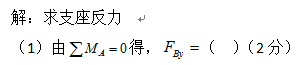 解：求支座反力 ↵
（1）由∑M_A=0得，F_By=（ ）（2分）